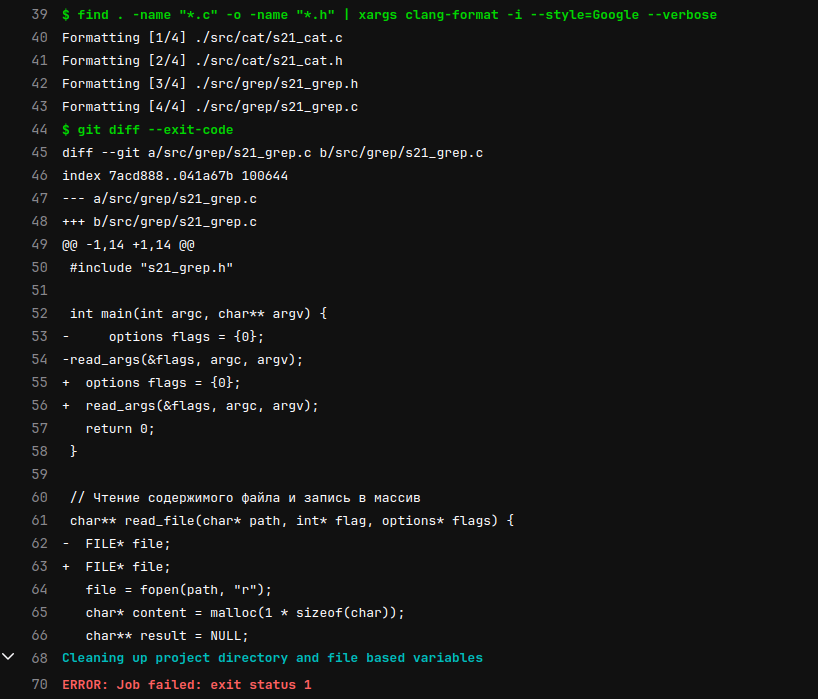 39 $ find . -name "*.c" -o -name "*.h" | xargs clang-format -i --style=Google --verbose
40 Formatting [1/4] ./src/cat/s21_cat.c
41 Formatting [2/4] ./src/cat/s21_cat.h
42 Formatting [3/4] ./src/grep/s21_grep.h
43 Formatting [4/4] ./src/grep/s21_grep.c
44 $ git diff --exit-code
45 diff --git a/src/grep/s21_grep.c b/src/grep/s21_grep.c
46 index 7acd888..041a67b 100644
47 --- a/src/grep/s21_grep.c
48 +++ b/src/grep/s21_grep.c
49 @@ -1,14 +1,14 @@
50  #include "s21_grep.h"
51
52  int main(int argc, char** argv) {
53 -     options flags = {0};
54 -read_args(&flags, argc, argv);
55 +  options flags = {0};
56 +  read_args(&flags, argc, argv);
57    return 0;
58  }
59
60  // Чтение содержимого файла и запись в массив
61  char** read_file(char* path, int* flag, options* flags) {
62 -  FILE* file;
63 +  FILE* file;
64    file = fopen(path, "r");
65    char* content = malloc(1 * sizeof(char));
66    char** result = NULL;
68 Cleaning up project directory and file based variables
70 ERROR: Job failed: exit status 1